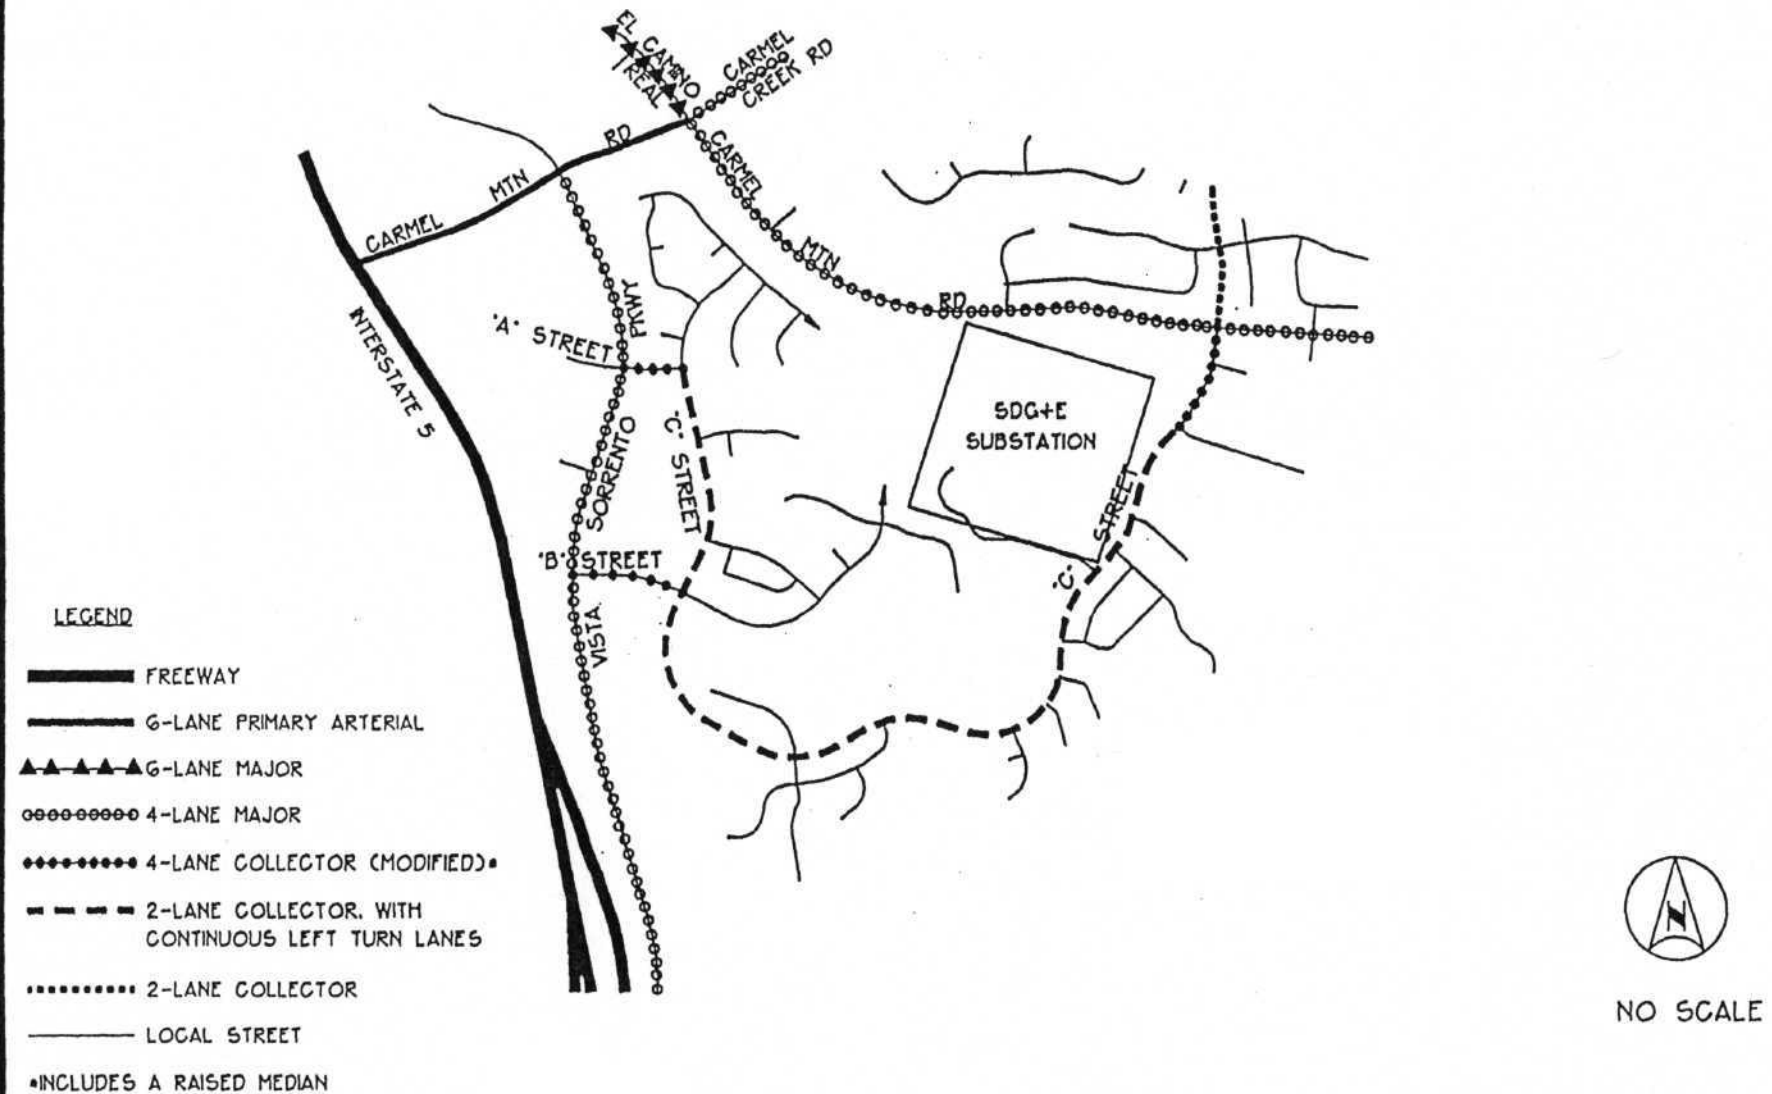 EL CAMINO
REAL
CARMEL
CREEK RD
CARMEL
MTN
RD
CARMEL
MTN
RD
INTERSTATE 5
"A" STREET
PKWY
SORRENTO
VISTA
"C" STREET
"B" STREET
SDG+E
SUBSTATION
"C"
STREET
LEGEND
FREEWAY
6-LANE PRIMARY ARTERIAL
6-LANE MAJOR
4-LANE MAJOR
4-LANE COLLECTOR (MODIFIED)*
2-LANE COLLECTOR. WITH
CONTINUOUS LEFT TURN LANES
2-LANE COLLECTOR
LOCAL STREET
*INCLUDES A RAISED MEDIAN
N
NO SCALE